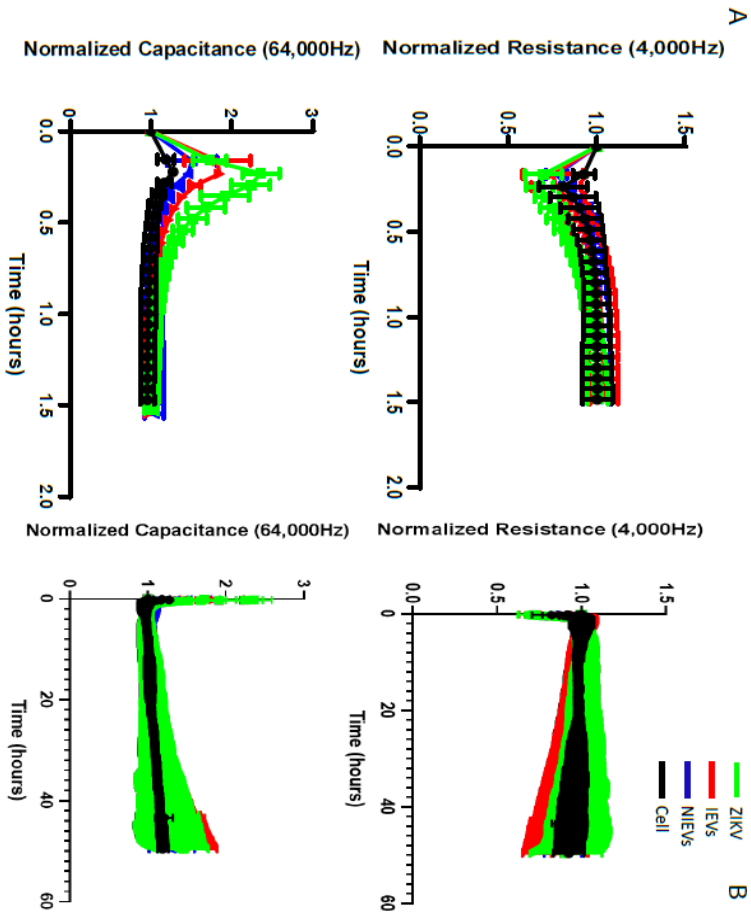 A
B
ZIKV
IEVs
NIEVs
Cell
Normalized Resistance (4,000Hz)
1.5
1.0
0.5
0.0
0.0 0.5 1.0 1.5 2.0
Time (hours)
Normalized Resistance (4,000Hz)
1.5
1.0
0.5
0.0
0 20 40 60
Time (hours)
Normalized Capacitance (64,000Hz)
3
2
1
0
0.0 0.5 1.0 1.5 2.0
Time (hours)
Normalized Capacitance (64,000Hz)
3
2
1
0
0 20 40 60
Time (hours)